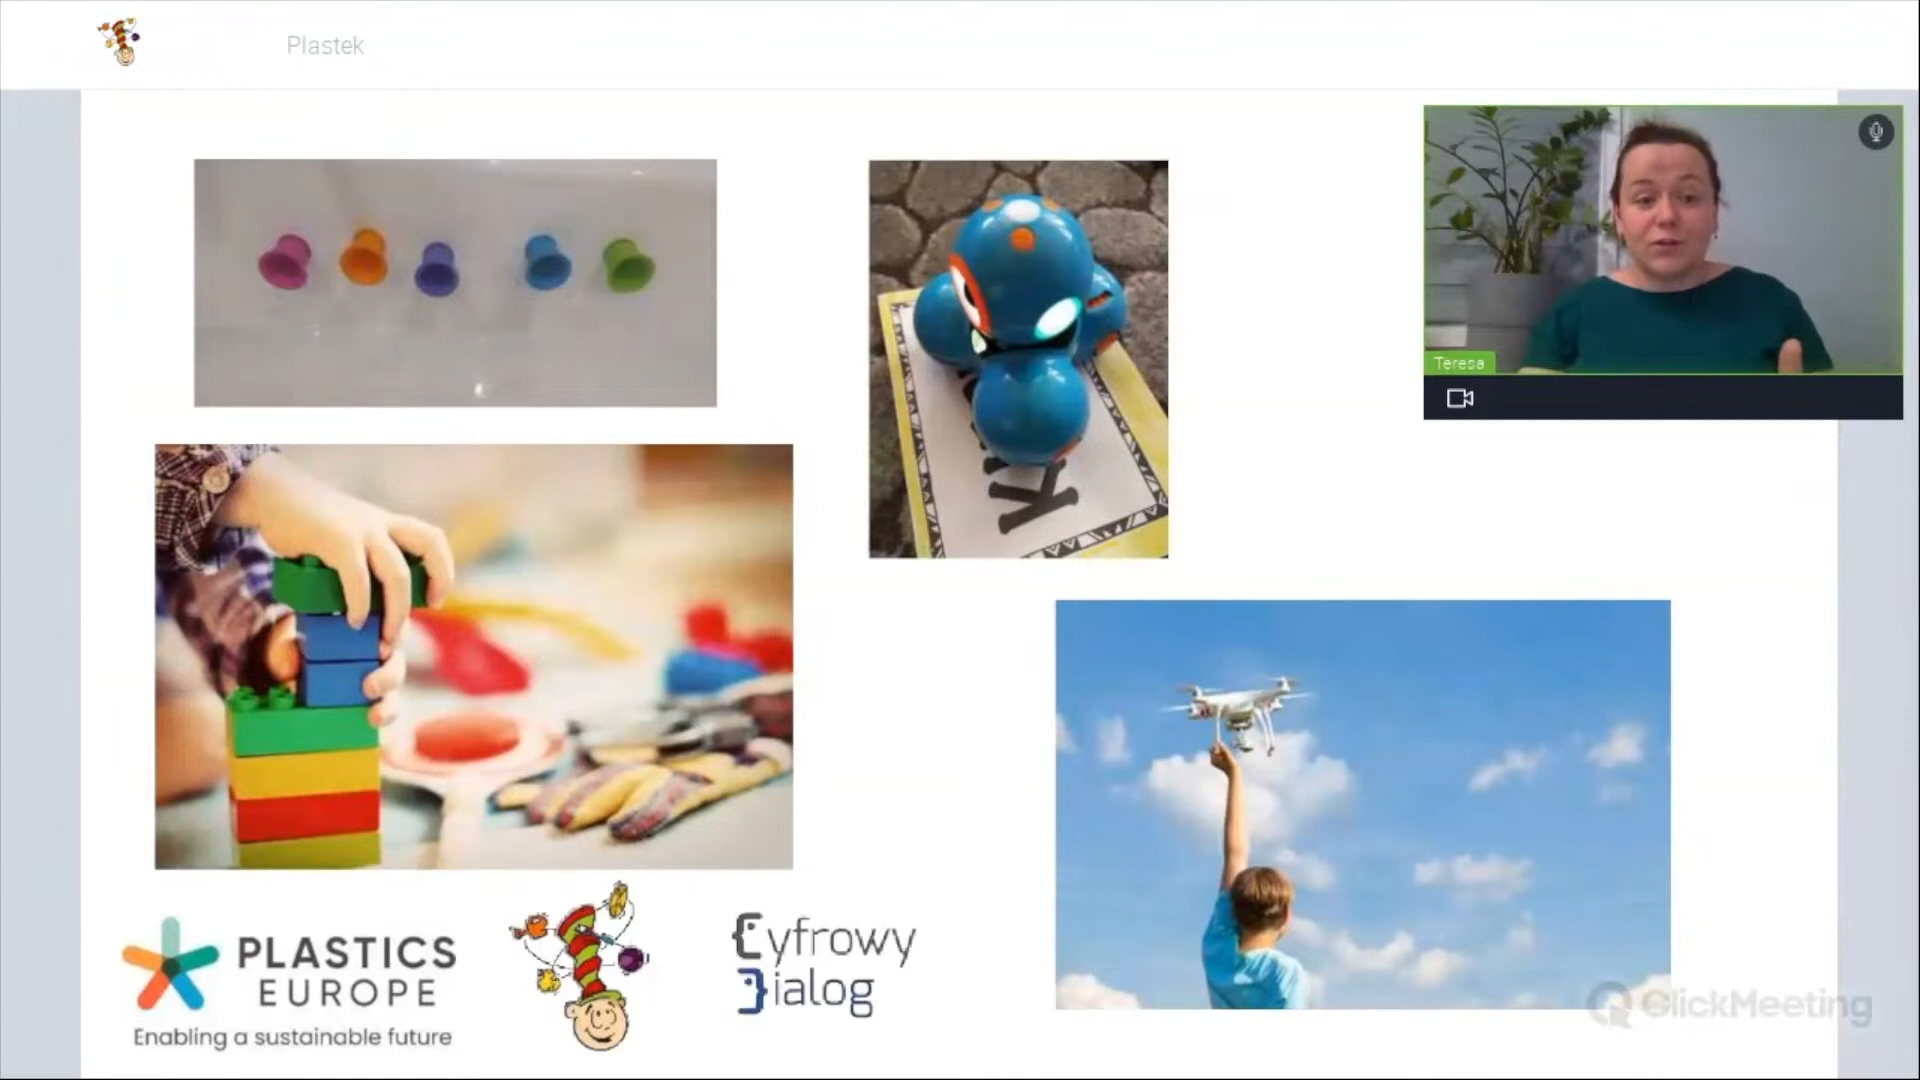 Plastek
Teresa
K
PLASTICS
EUROPE
Enabling a sustainable future
Cyfrowy
Dialog
ClickMeeting